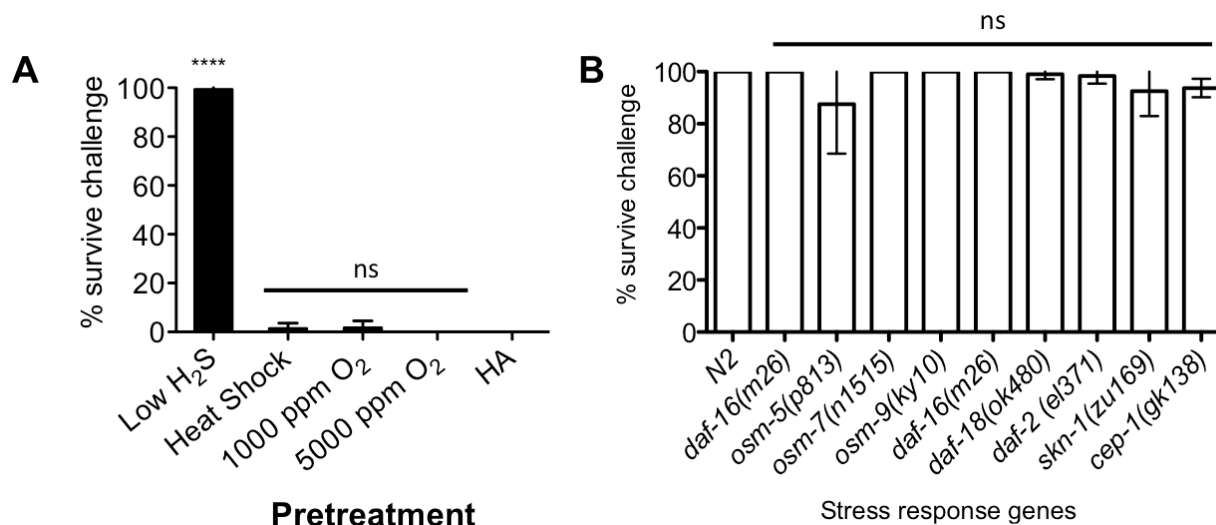 A
****
% survive challenge
100
80
60
40
20
0
ns
Low H₂S
Heat Shock
1000 ppm O₂
5000 ppm O₂
HA
Pretreatment
B
ns
% survive challenge
100
80
60
40
20
0
N2
daf-16(m26)
osm-5(p813)
osm-7(n1515)
osm-9(ky10)
daf-16(m26)
daf-18(ok480)
daf-2 (el371)
skn-1(zu169)
cep-1(gk138)
Stress response genes